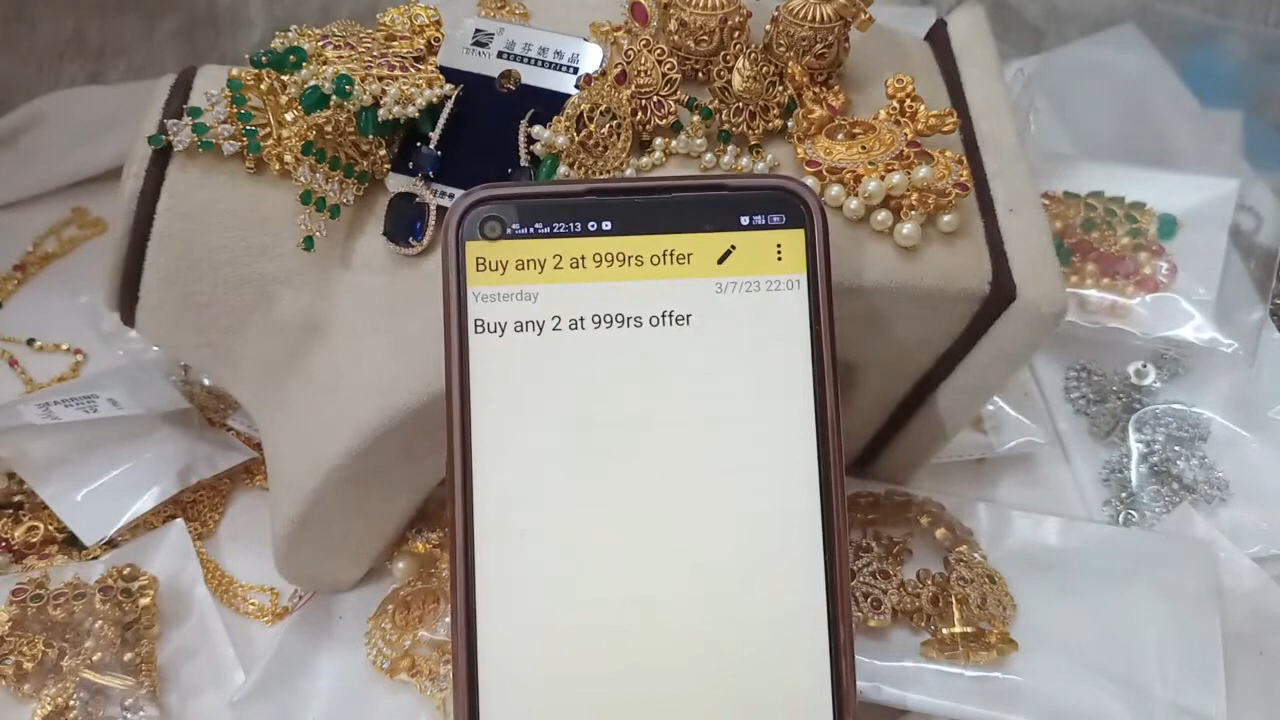 TIFFANY
迪芬妮饰品
accessories
22:13
Buy any 2 at 999rs offer
Yesterday
3/7/23 22:01
Buy any 2 at 999rs offer